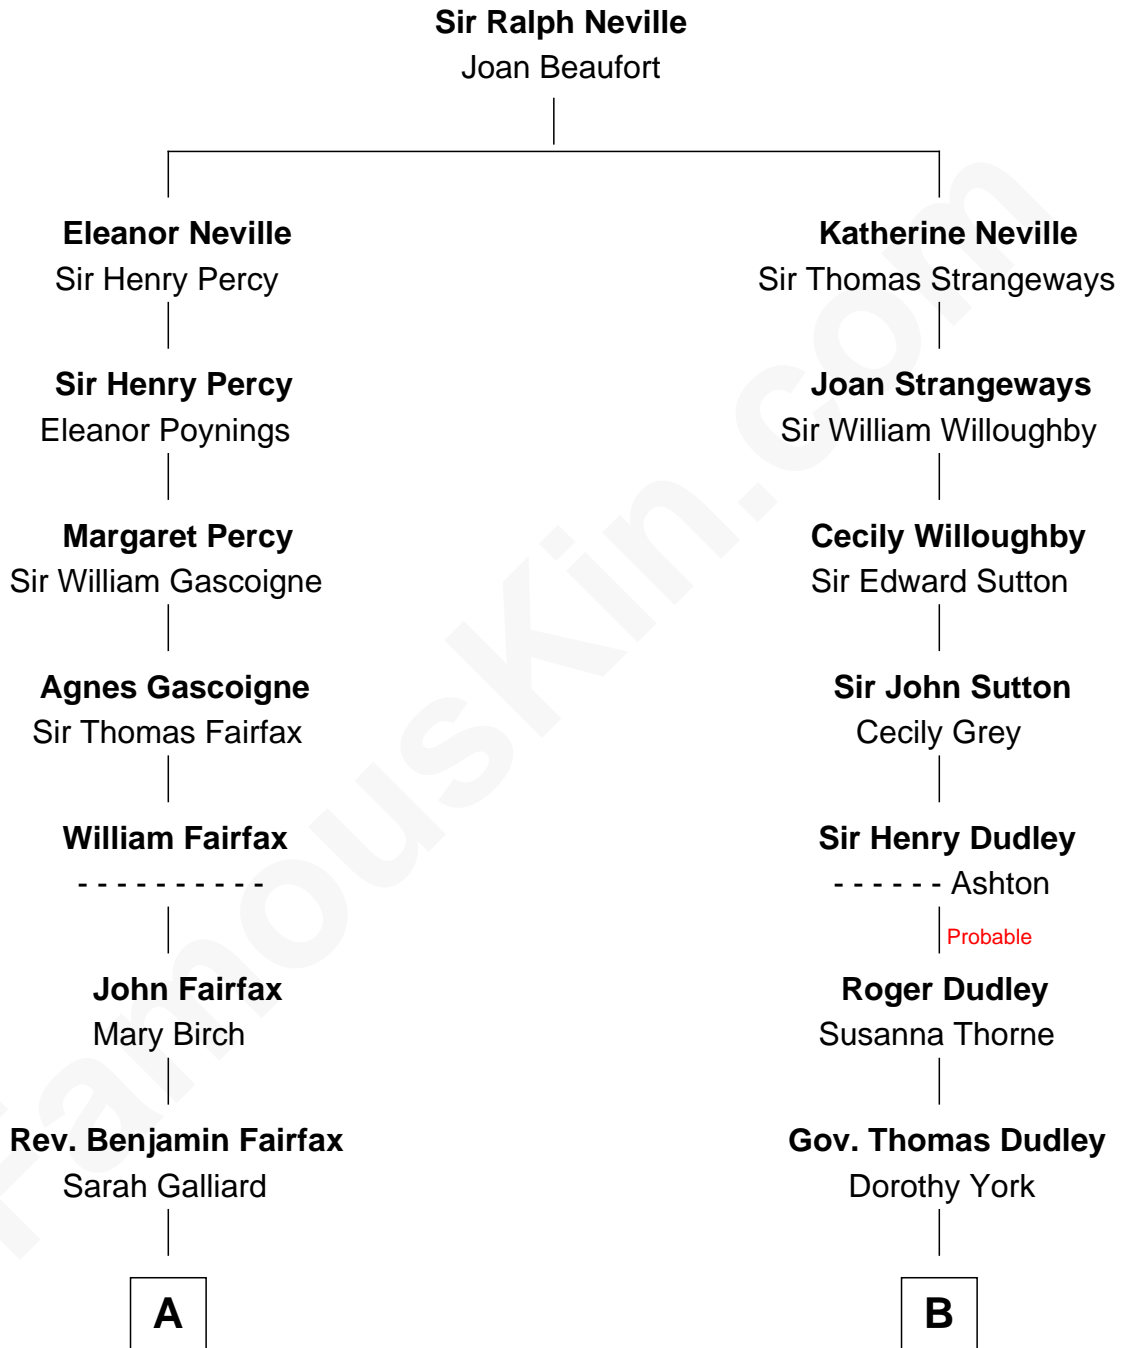 Sir Ralph Neville
Joan Beaufort
Eleanor Neville
Sir Henry Percy
Katherine Neville
Sir Thomas Strangeways
Sir Henry Percy
Eleanor Poynings
Joan Strangeways
Sir William Willoughby
Margaret Percy
Sir William Gascoigne
Cecily Willoughby
Sir Edward Sutton
Agnes Gascoigne
Sir Thomas Fairfax
Sir John Sutton
Cecily Grey
William Fairfax
- - - - - - - - - -
Sir Henry Dudley
- - - - - - Ashton
Probable
John Fairfax
Mary Birch
Roger Dudley
Susanna Thorne
Rev. Benjamin Fairfax
Sarah Galliard
Gov. Thomas Dudley
Dorothy York
A
B
FamousKin.com